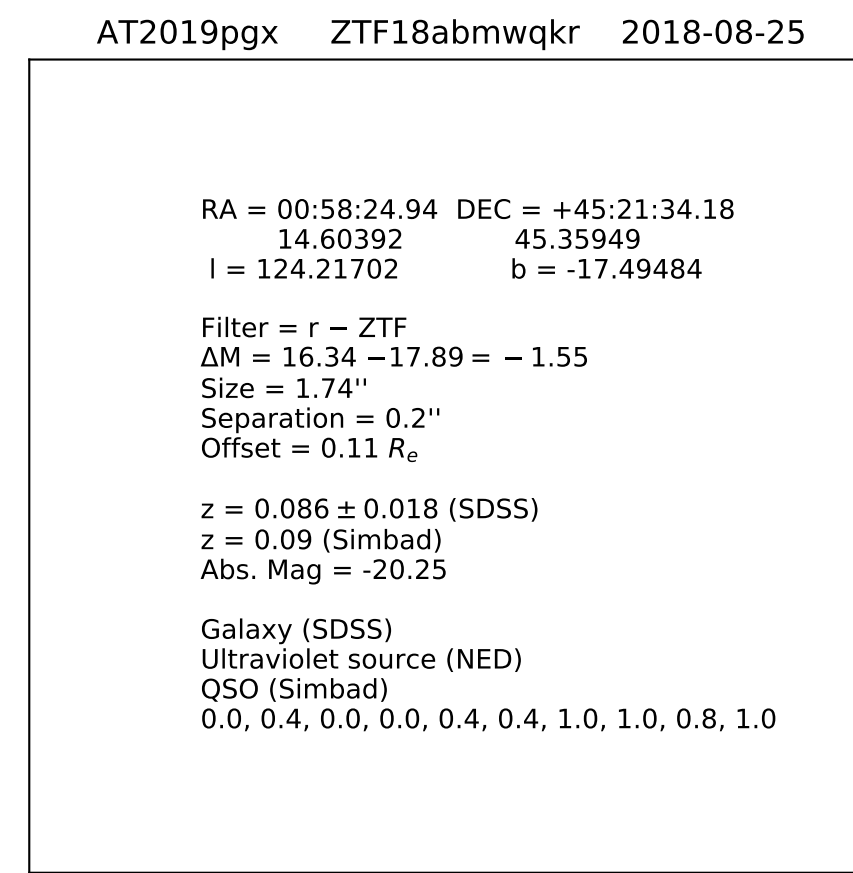 AT2019pgx ZTF18abmwqkr 2018-08-25
RA = 00:58:24.94 DEC = +45:21:34.18
14.60392 45.35949
l = 124.21702 b = -17.49484
Filter = r − ZTF
ΔM = 16.34 −17.89 = − 1.55
Size = 1.74''
Separation = 0.2''
Offset = 0.11 Rₑ
z = 0.086 ± 0.018 (SDSS)
z = 0.09 (Simbad)
Abs. Mag = -20.25
Galaxy (SDSS)
Ultraviolet source (NED)
QSO (Simbad)
0.0, 0.4, 0.0, 0.0, 0.4, 0.4, 1.0, 1.0, 0.8, 1.0